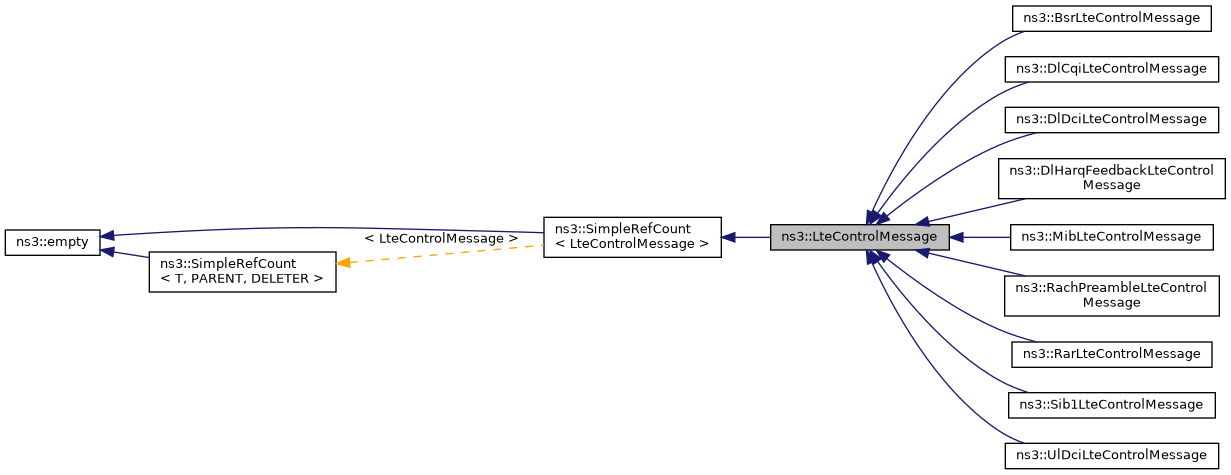 ns3::empty
ns3::SimpleRefCount
< T, PARENT, DELETER >
< LteControlMessage >
ns3::SimpleRefCount
< LteControlMessage >
ns3::LteControlMessage
ns3::BsrLteControlMessage
ns3::DlCqiLteControlMessage
ns3::DlDciLteControlMessage
ns3::DlHarqFeedbackLteControl
Message
ns3::MibLteControlMessage
ns3::RachPreambleLteControl
Message
ns3::RarLteControlMessage
ns3::Sib1LteControlMessage
ns3::UlDciLteControlMessage